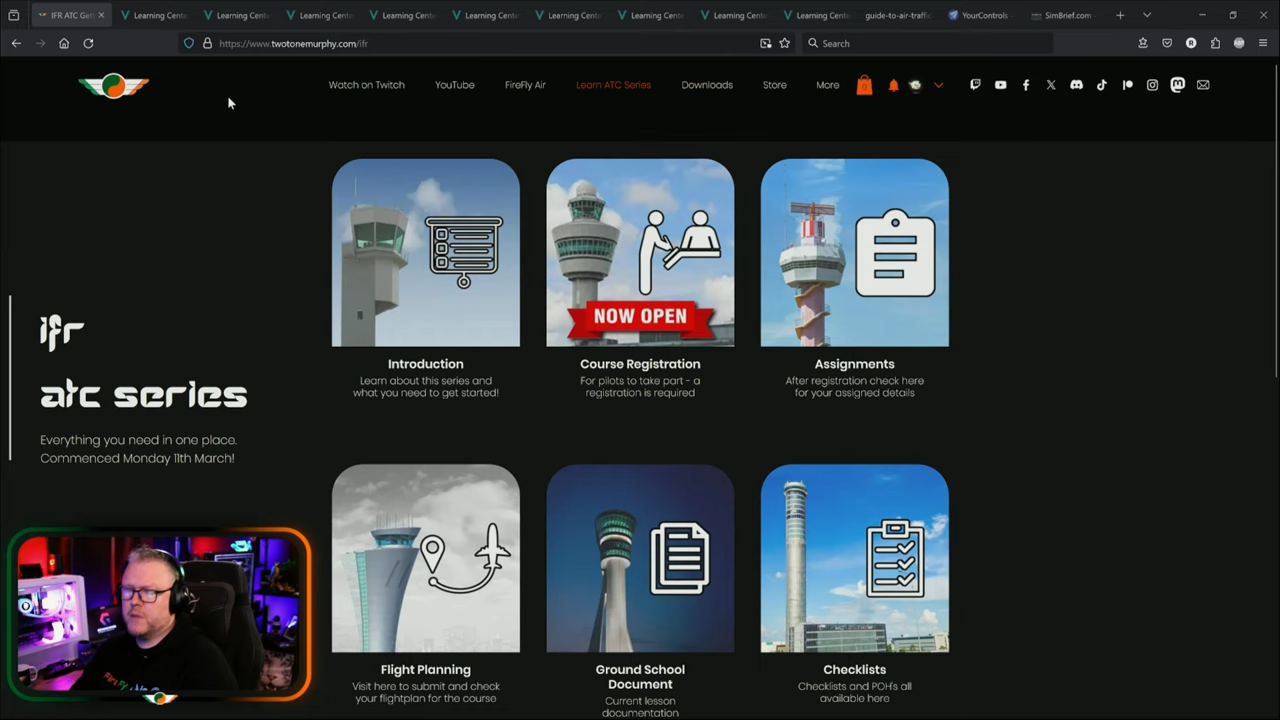 IFR ATC Get
Learning Cente
Learning Cente
Learning Cente
Learning Cente
Learning Cente
Learning Cente
Learning Cente
Learning Cente
Learning Cente
guide-to-air-traffic
YourControls -
SimBrief.com -
https://www.twotonemurphy.com/ifr
Search
Watch on Twitch YouTube FireFly Air Learn ATC Series Downloads Store More 0
NOW OPEN
Introduction
Learn about this series and
what you need to get started!
Course Registration
For pilots to take part - a
registration is required
Assignments
After registration check here
for your assigned details
ifr
atc series
Everything you need in one place.
Commenced Monday 11th March!
Flight Planning
Visit here to submit and check
your flightplan for the course
Ground School
Document
Current lesson
documentation
Checklists
Checklists and POH's all
available here